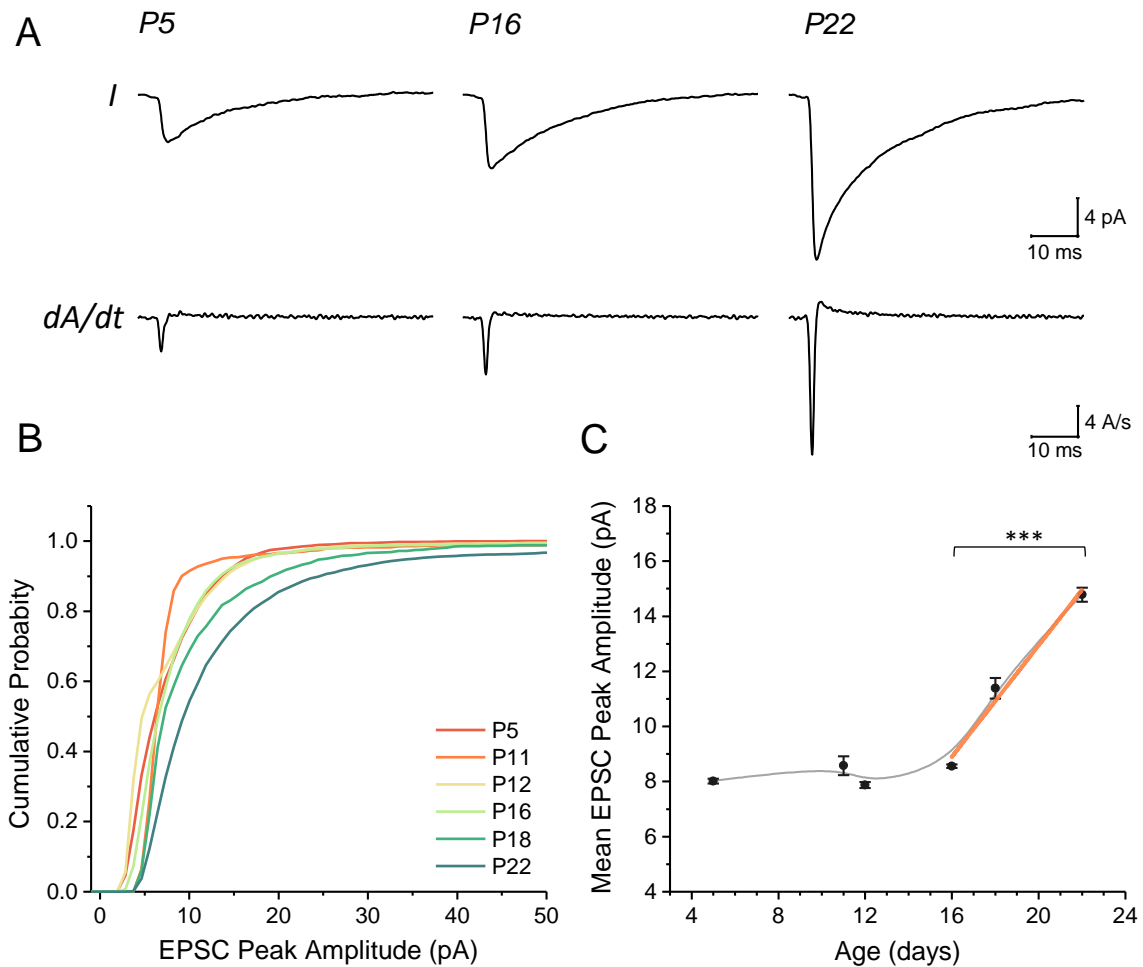 A
P5 P16 P22
I
4 pA
10 ms
dA/dt
4 A/s
10 ms
B
Cumulative Probabity
1.0
0.8
0.6
0.4
0.2
0.0
P5
P11
P12
P16
P18
P22
0 10 20 30 40 50
EPSC Peak Amplitude (pA)
C
Mean EPSC Peak Amplitude (pA)
18
16
14
12
10
8
6
4
***
4 8 12 16 20 24
Age (days)